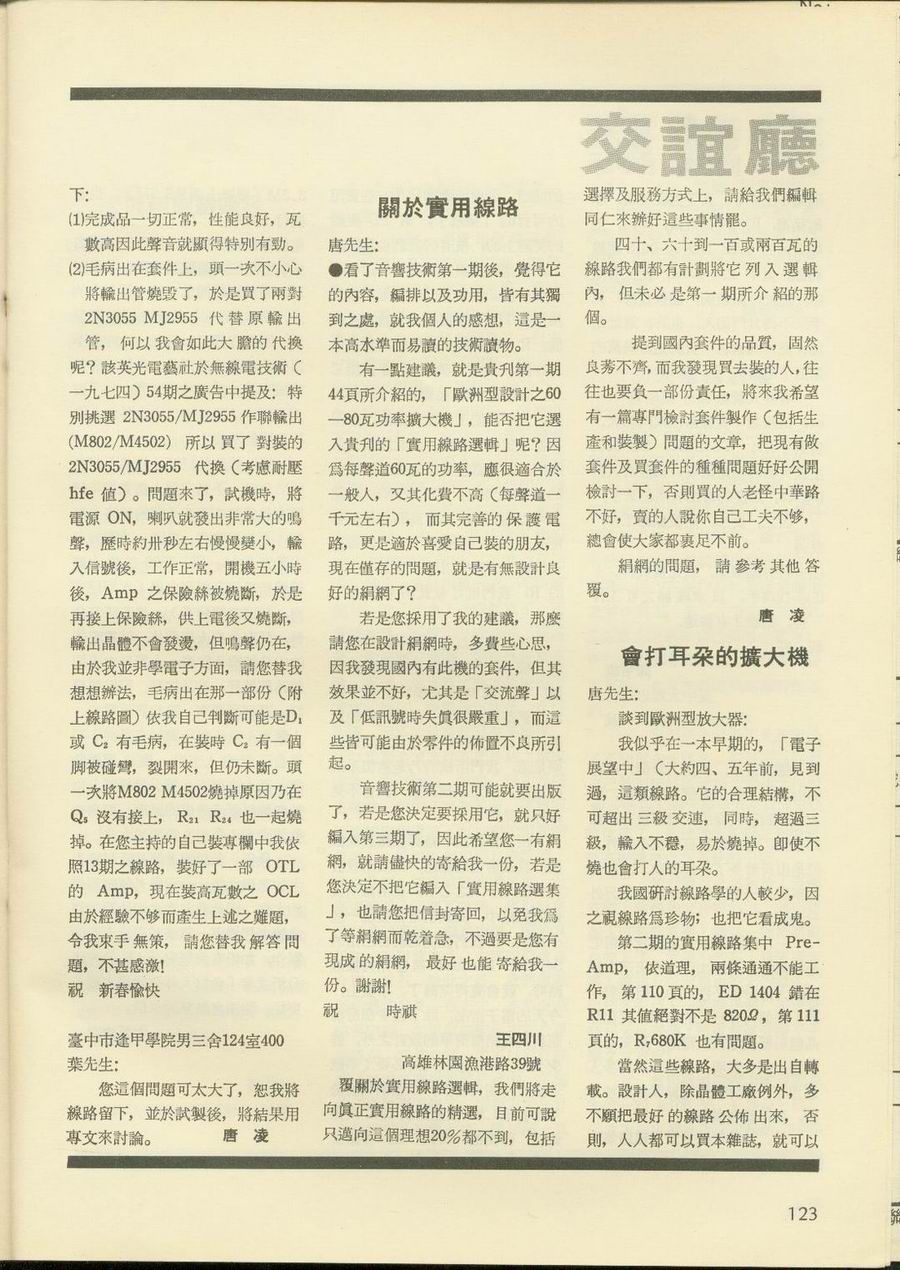 交誼廳
下:
⑴完成品一切正常，性能良好，瓦
數高因此聲音就顯得特別有勁。
⑵毛病出在套件上，頭一次不小心
將輸出管燒毀了，於是買了兩對
2N3055 MJ2955 代替原輸出
管，何以我會如此大膽的代換
呢？該英光電藝社於無線電技術（
一九七四）54期之廣告中提及：特
別挑選 2N3055/MJ2955 作聯輸出
(M802/M4502) 所以買了對裝的
2N3055/MJ2955 代換（考慮耐壓
hfe 值）。問題來了，試機時，將
電源 ON，喇叭就發出非常大的鳴
聲，歷時約卅秒左右慢慢變小，輸
入信號後，工作正常，開機五小時
後，Amp 之保險絲被燒斷，於是
再接上保險絲，供上電後又燒斷，
輸出晶體不會發燙，但鳴聲仍在，
由於我並非學電子方面，請您替我
想想辦法，毛病出在那一部份（附
上線路圖）依我自己判斷可能是D₁
或 C₂ 有毛病，在裝時 C₂ 有一個
脚被碰彎，裂開來，但仍未斷。頭
一次將M802 M4502燒掉原因乃在
Q₅ 沒有接上，R₂₁ R₂₄ 也一起燒
掉。在您主持的自己裝專欄中我依
照13期之線路，裝好了一部 OTL
的 Amp，現在裝高瓦數之 OCL
由於經驗不够而產生上述之難題，
令我束手無策，請您替我解答問
題，不甚感激！
祝 新春愉快
臺中市逢甲學院男三舍124室400
葉先生：
您這個問題可太大了，恕我將
線路留下，並於試製後，將結果用
專文來討論。 唐 凌
關於實用線路
唐先生：
●看了音響技術第一期後，覺得它
的內容，編排以及功用，皆有其獨
到之處，就我個人的感想，這是一
本高水準而易讀的技術讀物。
有一點建議，就是貴刋第一期
44頁所介紹的，「歐洲型設計之60
—80瓦功率擴大機」，能否把它選
入貴刋的「實用線路選輯」呢？因
爲每聲道60瓦的功率，應很適合於
一般人，又其化費不高（每聲道一
千元左右），而其完善的保護電
路，更是適於喜愛自己裝的朋友，
現在僅存的問題，就是有無設計良
好的絹網了？
若是您採用了我的建議，那麽
請您在設計絹網時，多費些心思，
因我發現國內有此機的套件，但其
效果並不好，尤其是「交流聲」以
及「低訊號時失眞很嚴重」，而這
些皆可能由於零件的佈置不良所引
起。
音響技術第二期可能就要出版
了，若是您決定要採用它，就只好
編入第三期了，因此希望您一有絹
網，就請儘快的寄給我一份，若是
您決定不把它編入「實用線路選集
」，也請您把信封寄回，以免我爲
了等絹網而乾着急，不過要是您有
現成的絹網，最好也能寄給我一
份。謝謝！
祝 時祺
王四川
高雄林園漁港路39號
覆關於實用線路選輯，我們將走
向眞正實用線路的精選，目前可說
只邁向這個理想20％都不到，包括
選擇及服務方式上，請給我們編輯
同仁來辦好這些事情罷。
四十、六十到一百或兩百瓦的
線路我們都有計劃將它列入選輯
內，但未必是第一期所介紹的那
個。
提到國內套件的品質，固然
良莠不齊，而我發現買去裝的人，往
往也要負一部份責任，將來我希望
有一篇專門檢討套件製作（包括生
產和裝製）問題的文章，把現有做
套件及買套件的種種問題好好公開
檢討一下，否則買的人老怪中華路
不好，賣的人說你自己工夫不够，
總會使大家都裹足不前。
絹網的問題，請參考其他答
覆。
唐 凌
會打耳朶的擴大機
唐先生：
談到歐洲型放大器：
我似乎在一本早期的，「電子
展望中」（大約四、五年前，見到
過，這類線路。它的合理結構，不
可超出三級交連，同時，超過三
級，輸入不穩，易於燒掉。卽使不
燒也會打人的耳朶。
我國研討線路學的人較少，因
之視線路爲珍物；也把它看成鬼。
第二期的實用線路集中 Pre-
Amp，依道理，兩條通通不能工
作，第110頁的，ED 1404 錯在
R11 其值絕對不是 820Ω，第 111
頁的，R₇680K 也有問題。
當然這些線路，大多是出自轉
載。設計人，除晶體工廠例外，多
不願把最好的線路公佈出來，否
則，人人都可以買本雜誌，就可以
123